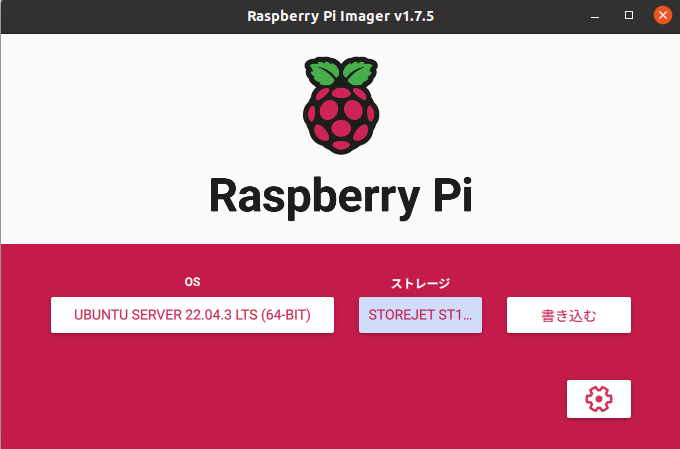 Raspberry Pi Imager v1.7.5
Raspberry Pi
OS
ストレージ
UBUNTU SERVER 22.04.3 LTS (64-BIT)
STOREJET ST1...
書き込む